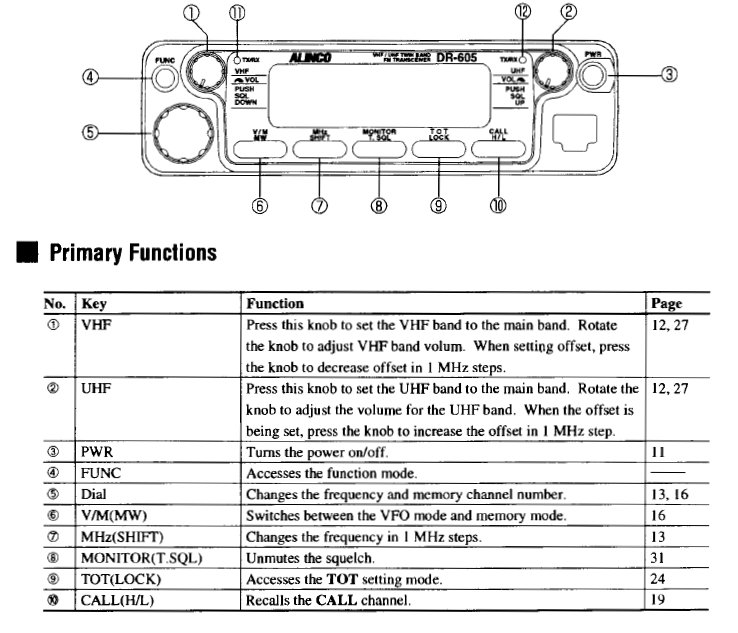 ① ⑪ ⑫ ②
④ FUNC TX/RX ALINCO VHF / UHF TWIN BAND FM TRANSCEIVER DR-605 TX/RX PWR ③
VHF UHF
VOL VOL
⑤ PUSH SQL DOWN PUSH SQL UP
V/M MW MHz SHIFT MONITOR T. SQL TOT LOCK CALL H/L
⑥ ⑦ ⑧ ⑨ ⑩
Primary Functions
No. Key Function Page
① VHF Press this knob to set the VHF band to the main band. Rotate 12, 27
the knob to adjust VHF band volum. When setting offset, press
the knob to decrease offset in 1 MHz steps.
② UHF Press this knob to set the UHF band to the main band. Rotate the 12, 27
knob to adjust the volume for the UHF band. When the offset is
being set, press the knob to increase the offset in 1 MHz step.
③ PWR Turns the power on/off. 11
④ FUNC Accesses the function mode. ——
⑤ Dial Changes the frequency and memory channel number. 13, 16
⑥ V/M(MW) Switches between the VFO mode and memory mode. 16
⑦ MHz(SHIFT) Changes the frequency in 1 MHz steps. 13
⑧ MONITOR(T.SQL) Unmutes the squelch. 31
⑨ TOT(LOCK) Accesses the TOT setting mode. 24
⑩ CALL(H/L) Recalls the CALL channel. 19